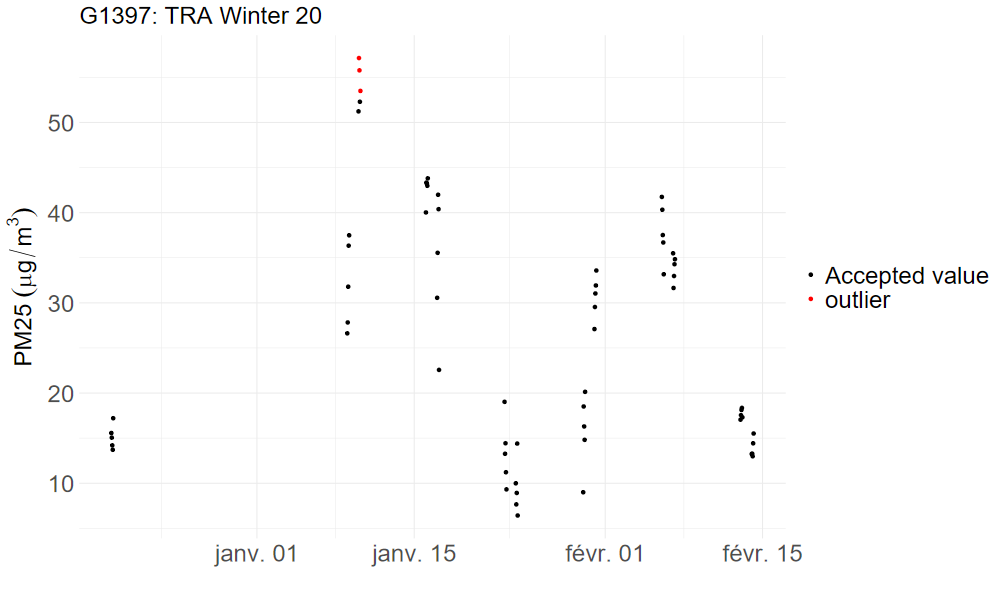 G1397: TRA Winter 20
PM25 (μg/m³)
50
40
30
20
10
janv. 01
janv. 15
févr. 01
févr. 15
Accepted value
outlier